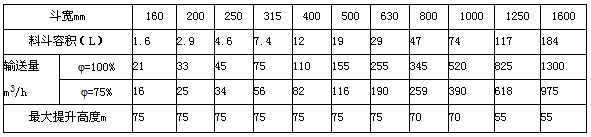 斗宽mm 160 200 250 315 400 500 630 800 1000 1250 1600
料斗容积(L) 1.6 2.9 4.6 7.4 12 19 29 47 74 117 184
输送量 m³/h φ=100% 21 33 45 75 110 155 255 345 520 825 1300
φ=75% 16 25 34 56 82 116 190 259 390 618 975
最大提升高度m 75 75 75 75 75 75 75 70 70 55 55